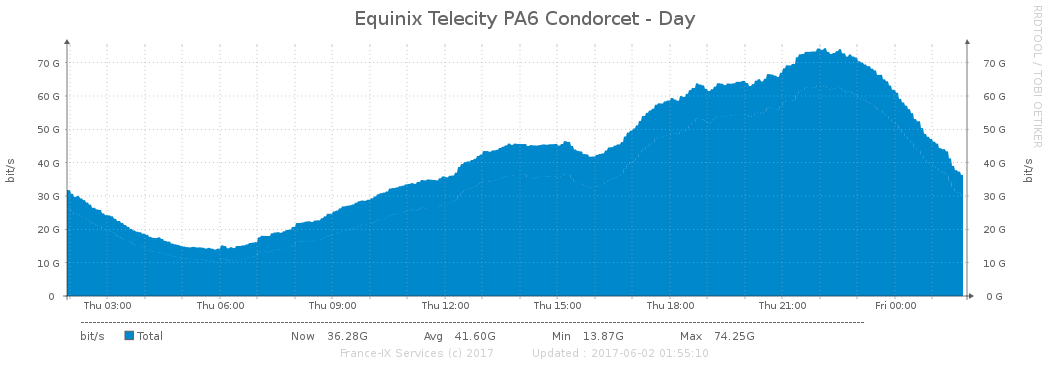 Equinix Telecity PA6 Condorcet - Day
RRDTOOL / TOBI OETIKER
bit/s
70 G
60 G
50 G
40 G
30 G
20 G
10 G
0
70 G
60 G
50 G
40 G
30 G
20 G
10 G
0 G
bit/s
Thu 03:00 Thu 06:00 Thu 09:00 Thu 12:00 Thu 15:00 Thu 18:00 Thu 21:00 Fri 00:00
bit/s Total Now 36.28G Avg 41.60G Min 13.87G Max 74.25G
France-IX Services (c) 2017 Updated : 2017-06-02 01:55:10